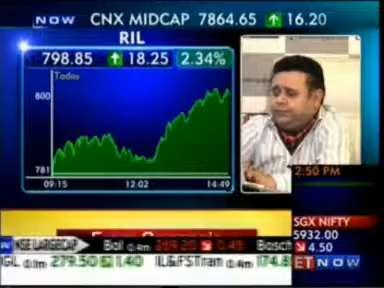 NOW CNX MIDCAP 7864.65 16.20
RIL
798.85 18.25 2.34%
Today
800
781
09:15 12:02 14:49
2:50 PM
SGX NIFTY
5932.00
4.50
NSE LARGECAP 0.45 Bosch
279.50 1.40 IL&FSTran
ET NOW